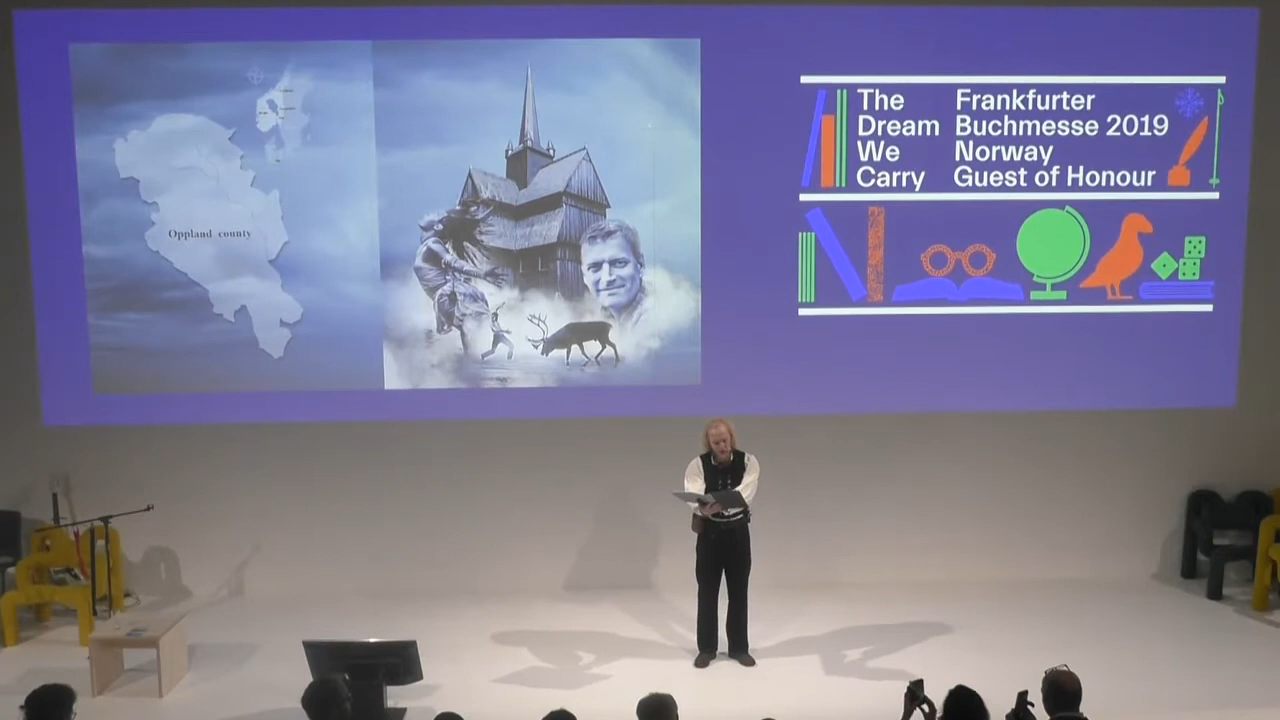 Oppland county
The
Dream
We
Carry
Frankfurter
Buchmesse 2019
Norway
Guest of Honour